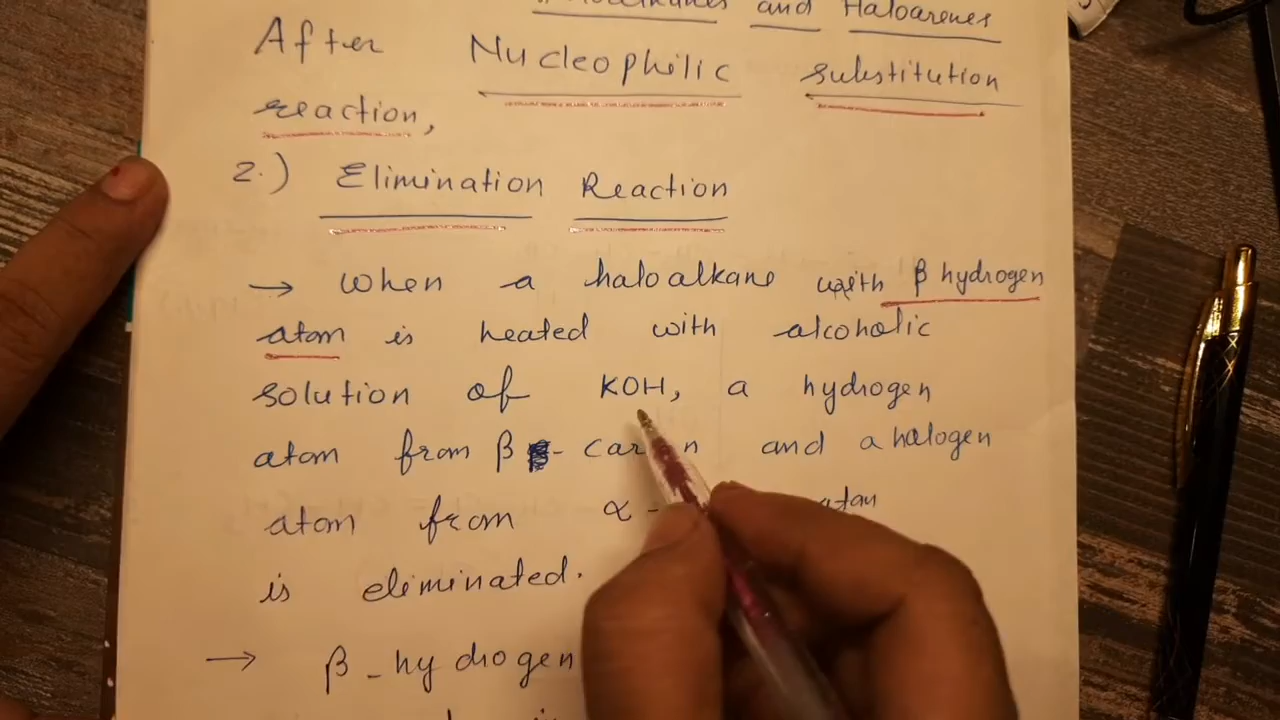 and Haloarenes
After Nucleophilic substitution
reaction,
2.) Elimination Reaction
→ When a haloalkane with β hydrogen
atom is heated with alcoholic
solution of KOH, a hydrogen
atom from β - car n and a halogen
atom from α -
is eliminated.
→ β - hydrogen